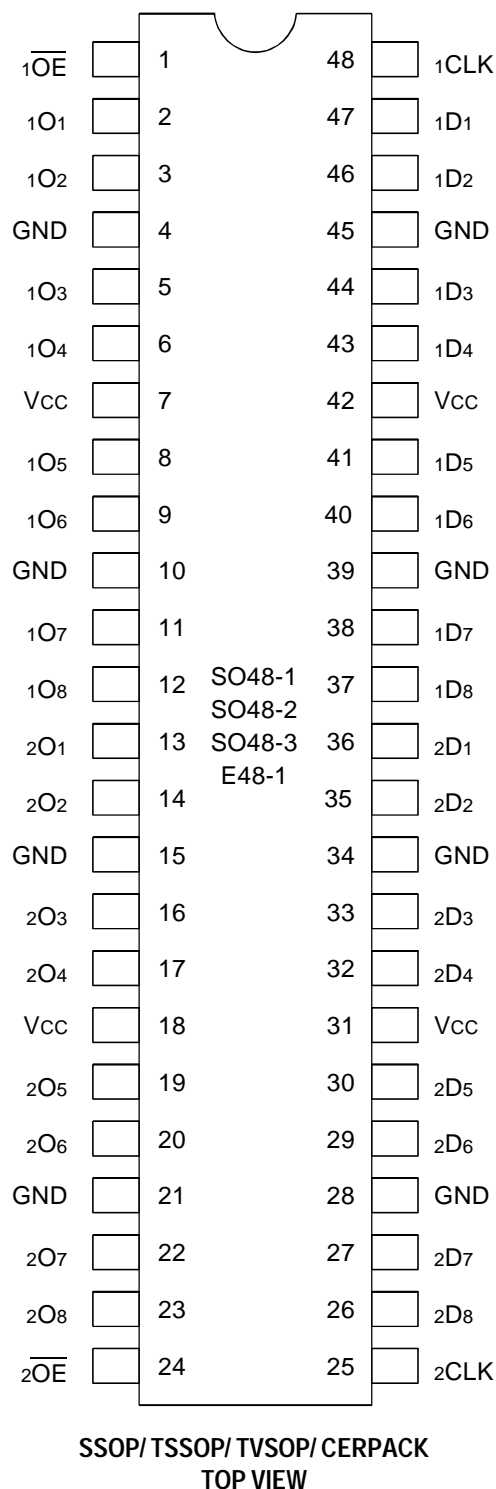 1O̅E̅ 1 48 1CLK
1O1 2 47 1D1
1O2 3 46 1D2
GND 4 45 GND
1O3 5 44 1D3
1O4 6 43 1D4
VCC 7 42 VCC
1O5 8 41 1D5
1O6 9 40 1D6
GND 10 39 GND
1O7 11 38 1D7
1O8 12 SO48-1 37 1D8
SO48-2
2O1 13 SO48-3 36 2D1
E48-1
2O2 14 35 2D2
GND 15 34 GND
2O3 16 33 2D3
2O4 17 32 2D4
VCC 18 31 VCC
2O5 19 30 2D5
2O6 20 29 2D6
GND 21 28 GND
2O7 22 27 2D7
2O8 23 26 2D8
2O̅E̅ 24 25 2CLK
SSOP/ TSSOP/ TVSOP/ CERPACK
TOP VIEW